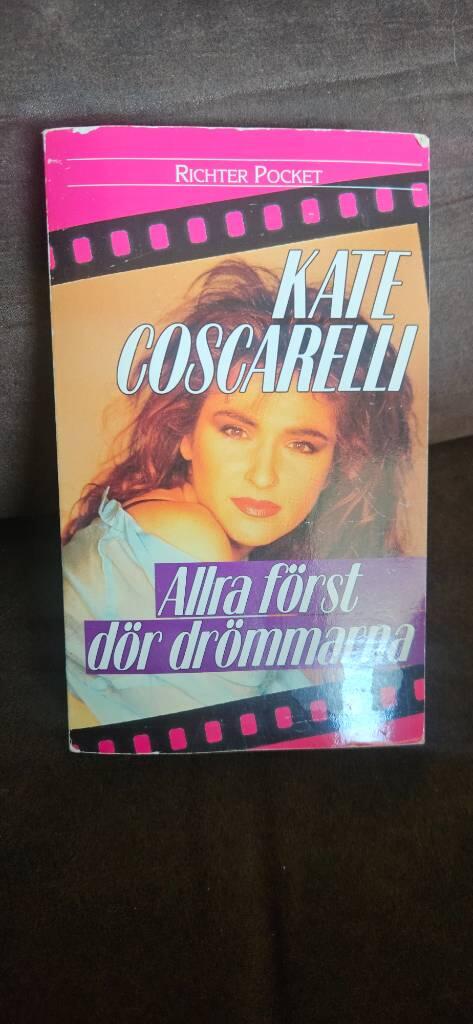 RICHTER POCKET
KATE
COSCARELLI
Allra först
dör drömmarna